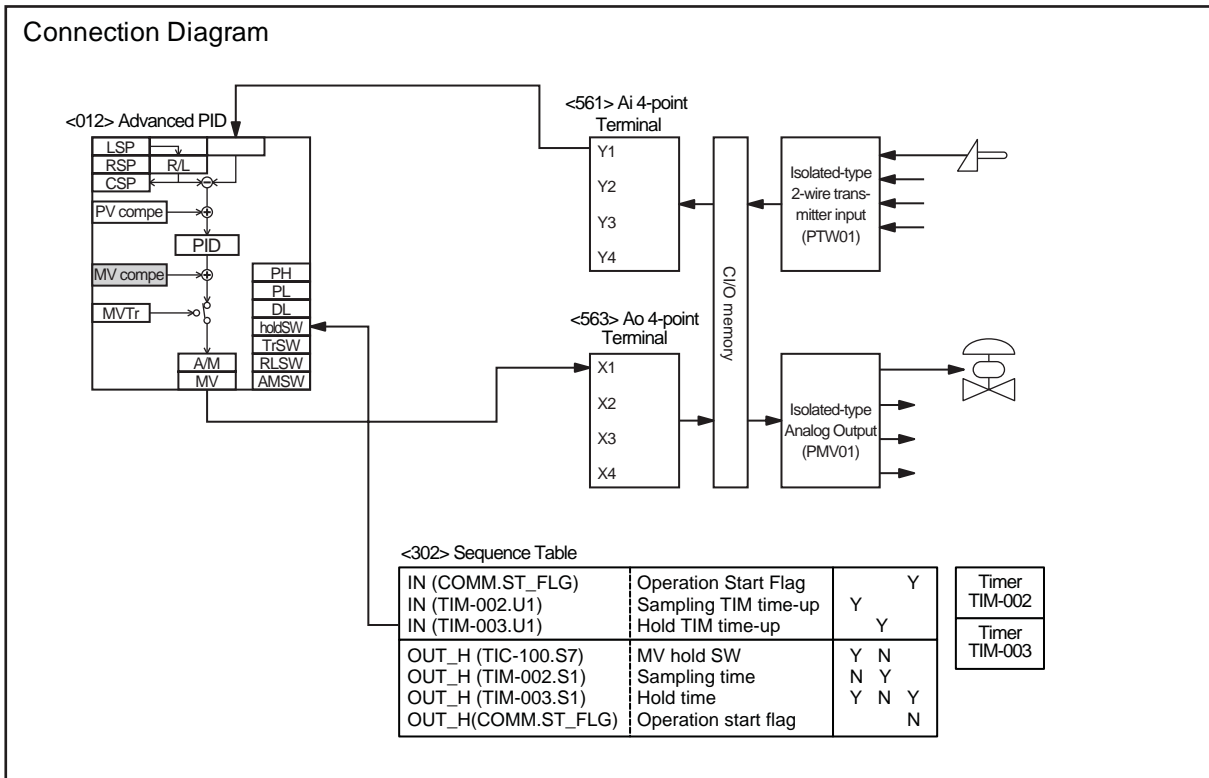 Connection Diagram
<012> Advanced PID
LSP
RSP R/L
CSP
PV compe
PID
MV compe
MVTr
A/M
MV
PH
PL
DL
holdSW
TrSW
RLSW
AMSW
<561> Ai 4-point
Terminal
Y1
Y2
Y3
Y4
<563> Ao 4-point
Terminal
X1
X2
X3
X4
CI/O memory
Isolated-type
2-wire trans-
mitter input
(PTW01)
Isolated-type
Analog Output
(PMV01)
<302> Sequence Table
IN (COMM.ST_FLG) Operation Start Flag Y
IN (TIM-002.U1) Sampling TIM time-up Y
IN (TIM-003.U1) Hold TIM time-up Y
OUT_H (TIC-100.S7) MV hold SW Y N
OUT_H (TIM-002.S1) Sampling time N Y
OUT_H (TIM-003.S1) Hold time Y N Y
OUT_H(COMM.ST_FLG) Operation start flag N
Timer
TIM-002
Timer
TIM-003